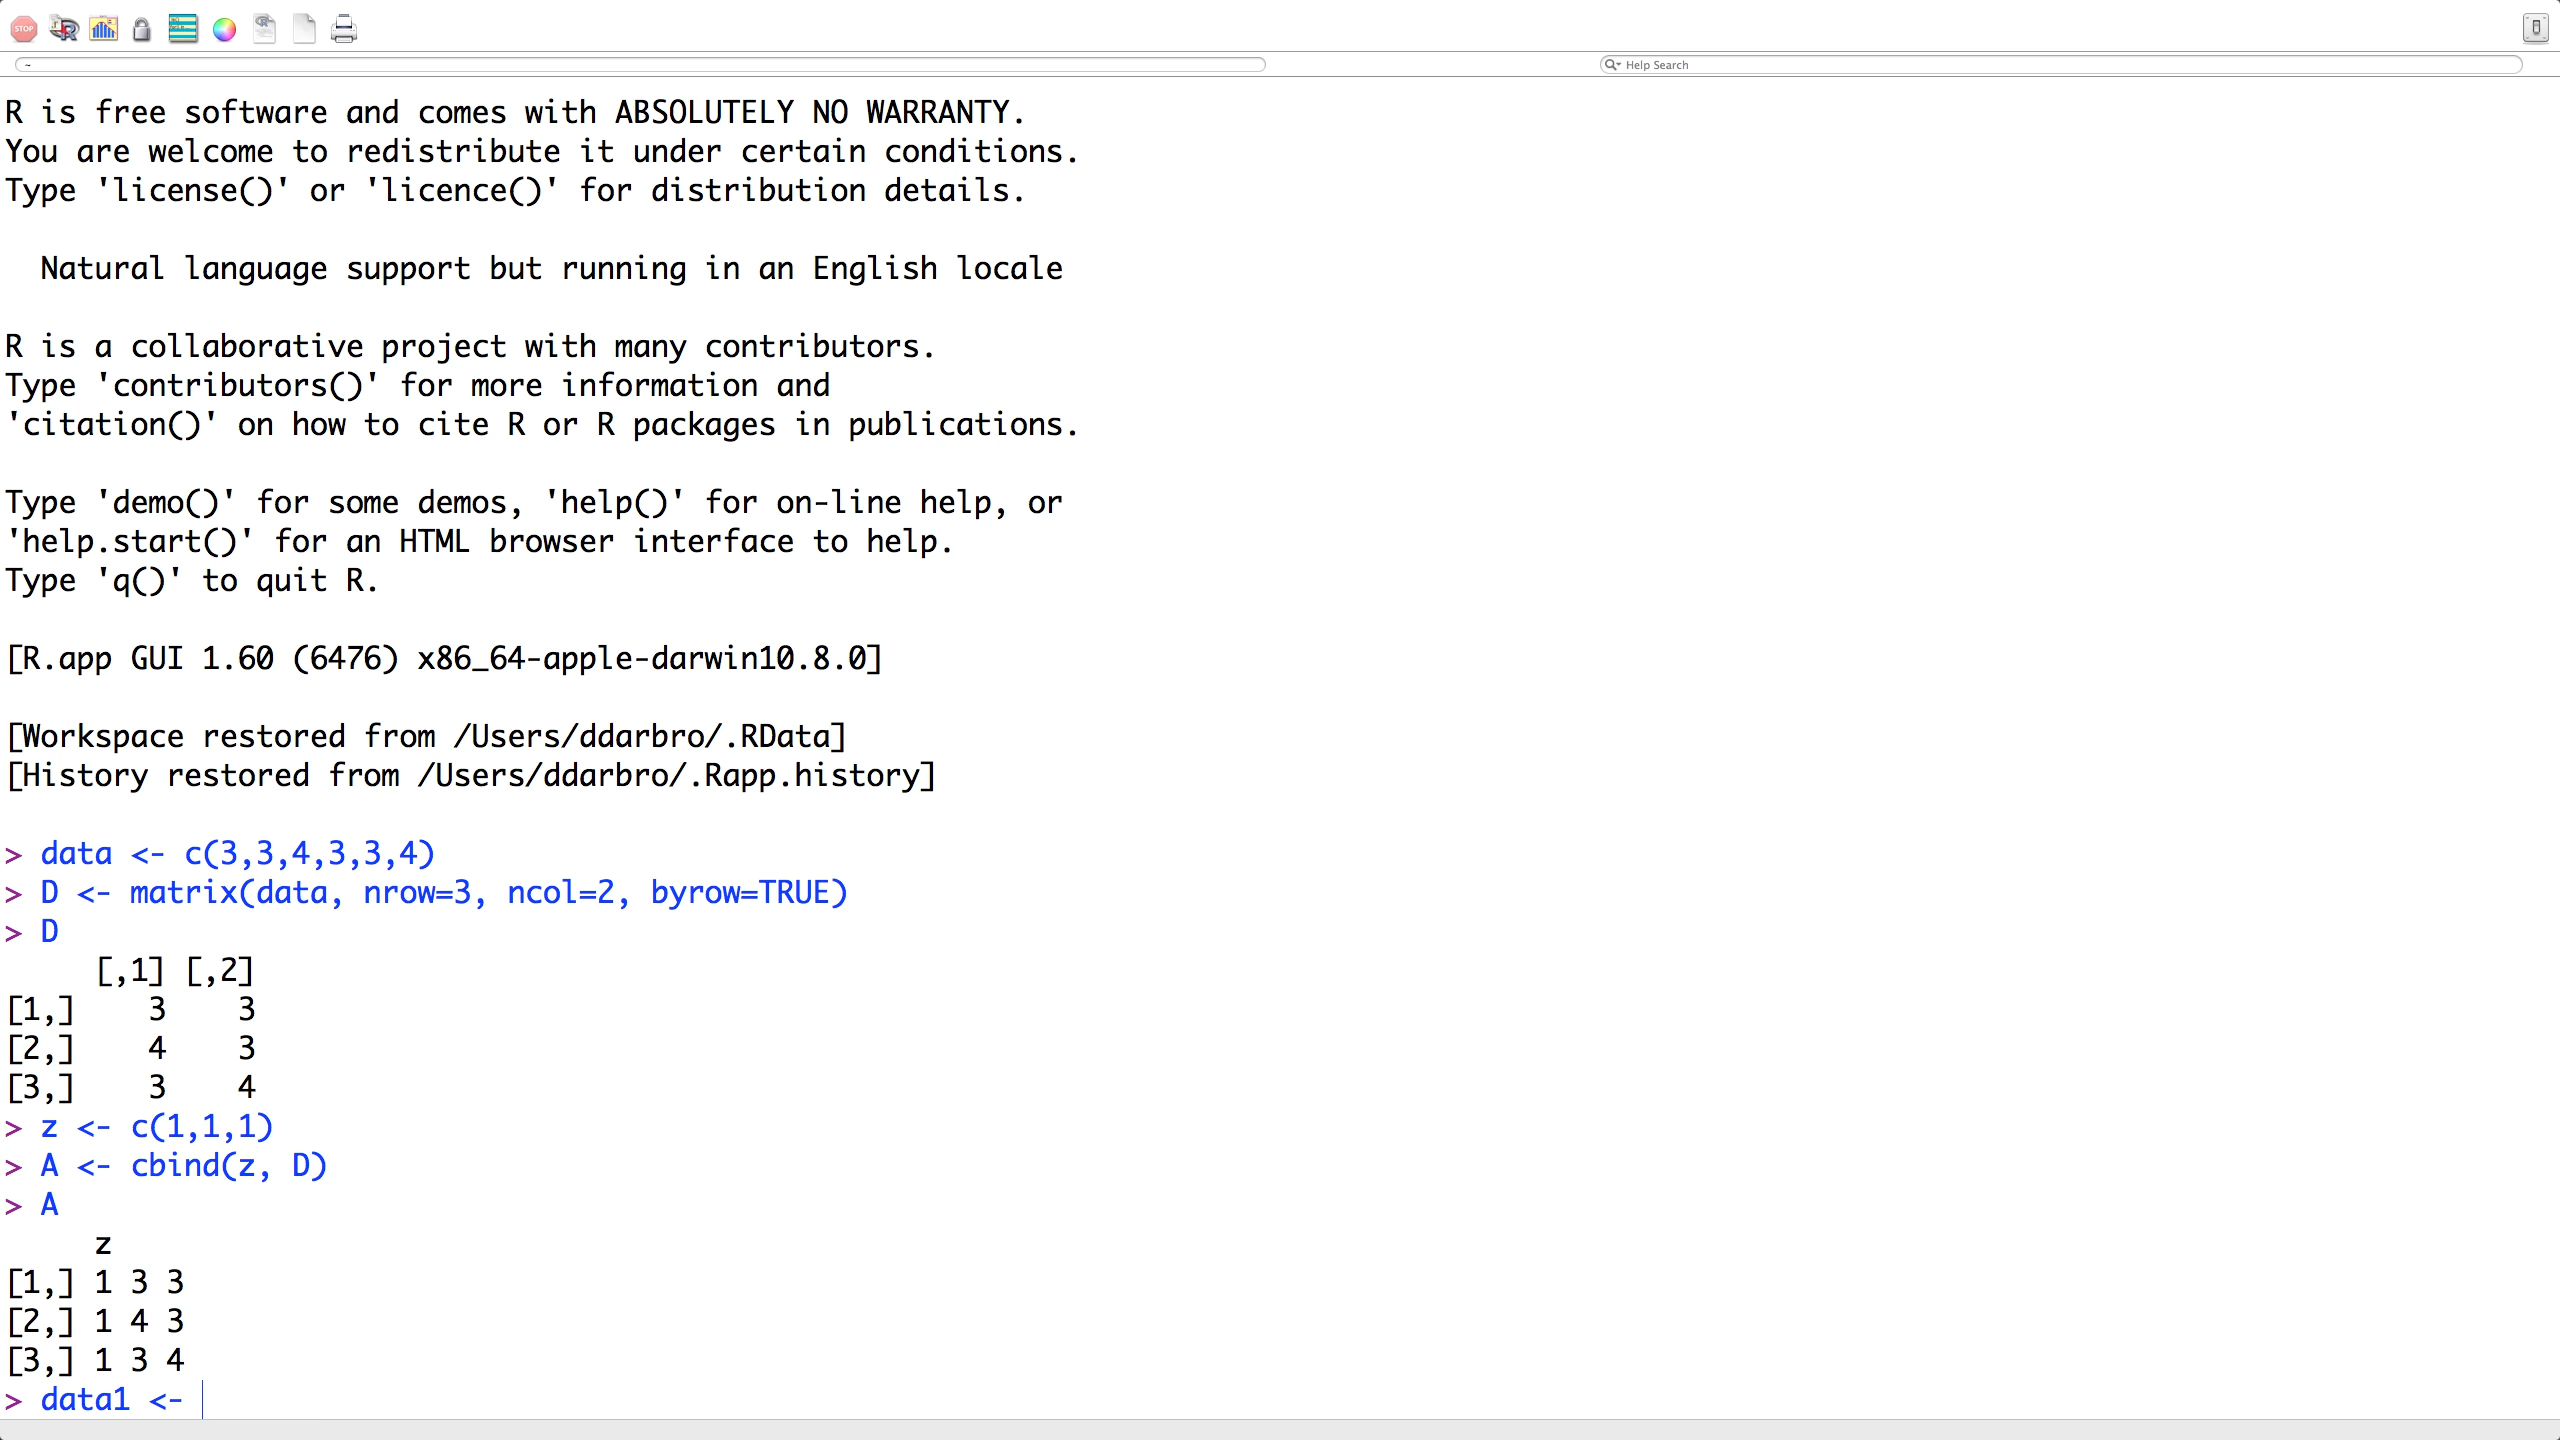 STOP
~
Help Search
R is free software and comes with ABSOLUTELY NO WARRANTY.
You are welcome to redistribute it under certain conditions.
Type 'license()' or 'licence()' for distribution details.
Natural language support but running in an English locale
R is a collaborative project with many contributors.
Type 'contributors()' for more information and
'citation()' on how to cite R or R packages in publications.
Type 'demo()' for some demos, 'help()' for on-line help, or
'help.start()' for an HTML browser interface to help.
Type 'q()' to quit R.
[R.app GUI 1.60 (6476) x86_64-apple-darwin10.8.0]
[Workspace restored from /Users/ddarbro/.RData]
[History restored from /Users/ddarbro/.Rapp.history]
> data <- c(3,3,4,3,3,4)
> D <- matrix(data, nrow=3, ncol=2, byrow=TRUE)
> D
     [,1] [,2]
[1,]    3    3
[2,]    4    3
[3,]    3    4
> z <- c(1,1,1)
> A <- cbind(z, D)
> A
     z
[1,] 1 3 3
[2,] 1 4 3
[3,] 1 3 4
> data1 <-